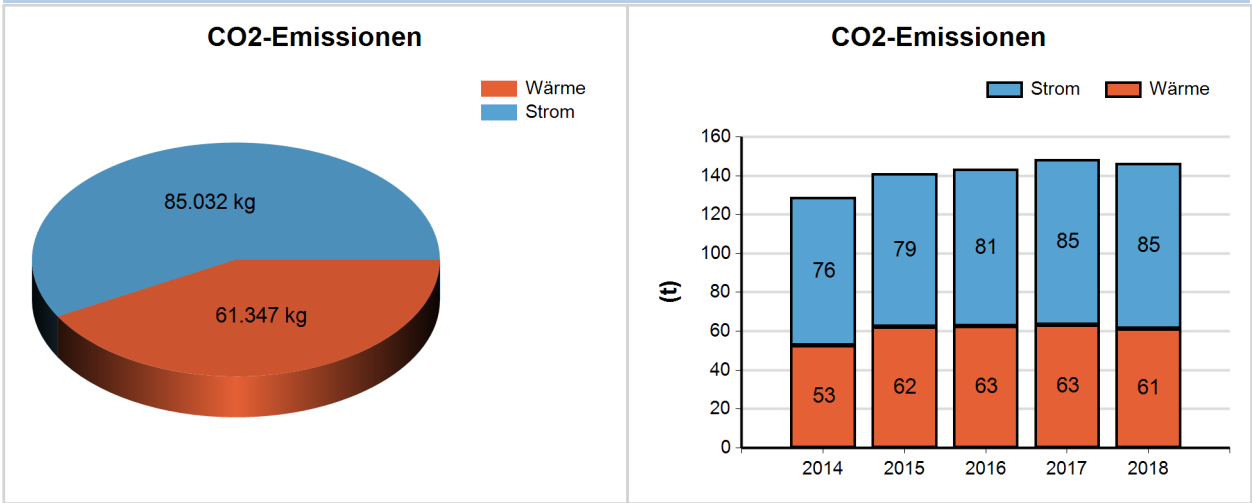 CO2-Emissionen
Wärme
Strom
85.032 kg
61.347 kg
CO2-Emissionen
Strom Wärme
(t)
160
140
120
100
80
60
40
20
0
76 79 81 85 85
53 62 63 63 61
2014 2015 2016 2017 2018